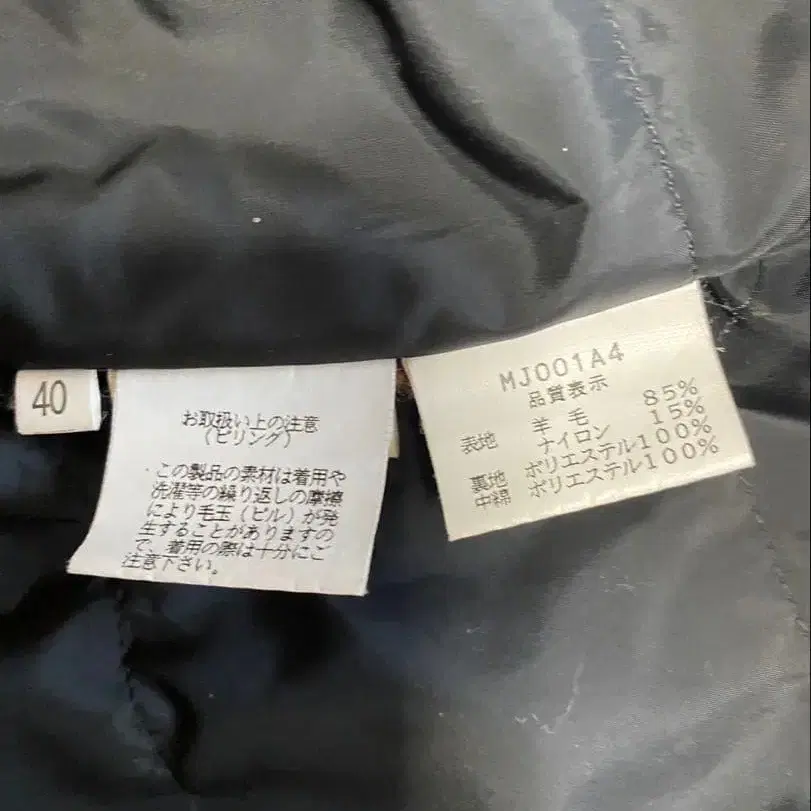 40
お取扱い上の注意
(ピリング)
この製品の素材は着用や
洗濯等の繰り返しの摩擦
により毛玉(ピル)が発
生することがありますの
で、着用の際は十分にご
注意下さい。
MJ001A4
品質表示
表地 羊毛 85%
ナイロン 15%
裏地 ポリエステル100%
中綿 ポリエステル100%